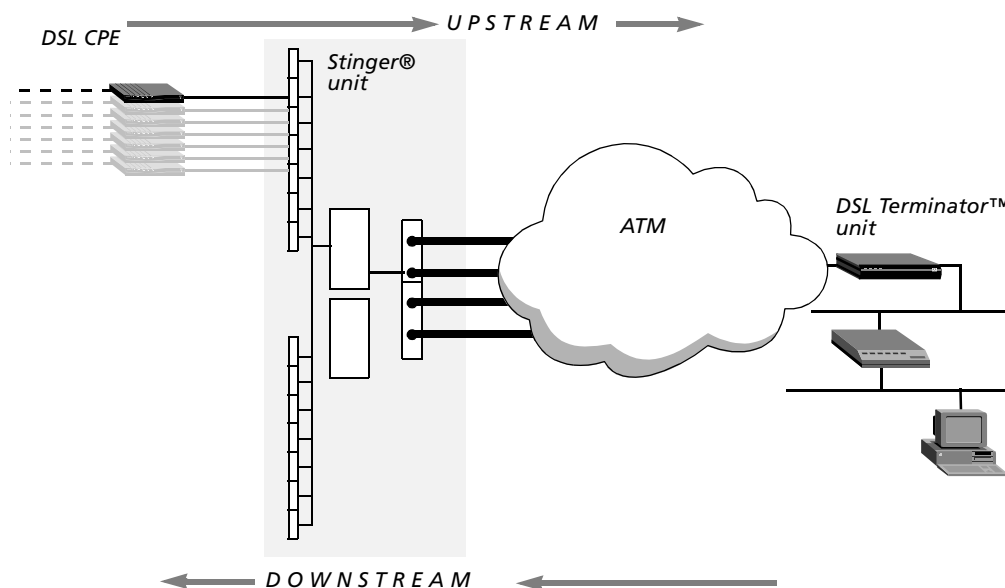 UPSTREAM
DSL CPE
Stinger®
unit
ATM
DSL Terminator™
unit
DOWNSTREAM